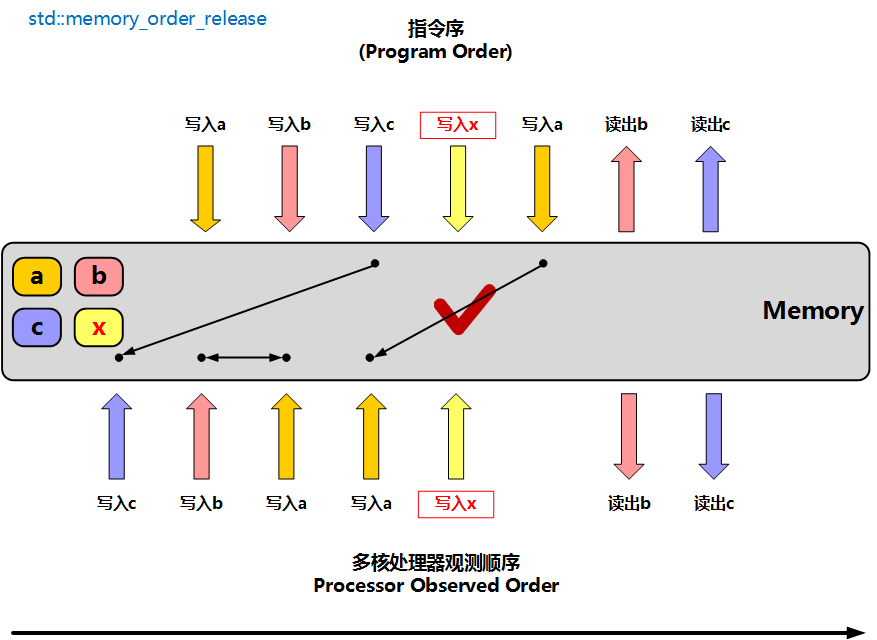 std::memory_order_release
指令序
(Program Order)
写入a 写入b 写入c 写入x 写入a 读出b 读出c
a b
c x
Memory
写入c 写入b 写入a 写入a 写入x 读出b 读出c
多核处理器观测顺序
Processor Observed Order